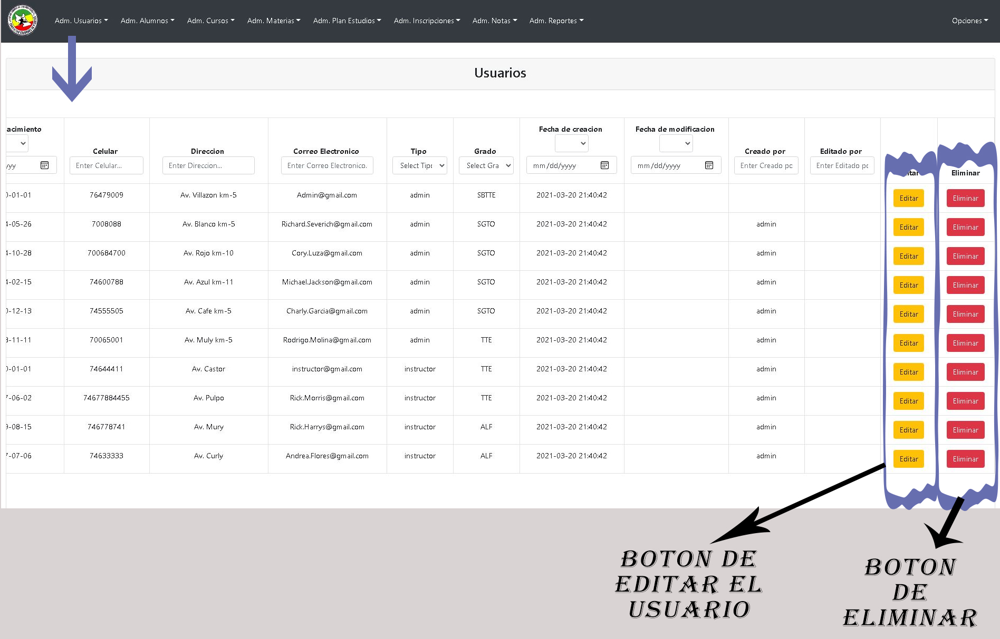 Adm. Usuarios Adm. Alumnos Adm. Cursos Adm. Materias Adm. Plan Estudios Adm. Inscripciones Adm. Notas Adm. Reportes Opciones
Usuarios
acimiento Celular Direccion Correo Electronico Tipo Grado Fecha de creacion Fecha de modificacion Creado por Editado por itar Eliminar
yy Enter Celular... Enter Direccion... Enter Correo Electronico. Select Tipo Select Gra mm/dd/yyyy mm/dd/yyyy Enter Creado po Enter Editado po
0-01-01 76479009 Av. Villazon km-5 Admin@gmail.com admin SBTTE 2021-03-20 21:40:42 Editar Eliminar
4-05-26 7008088 Av. Blanco km-5 Richard.Severich@gmail.com admin SGTO 2021-03-20 21:40:42 admin Editar Eliminar
4-10-28 700684700 Av. Rojo km-10 Cory.Luza@gmail.com admin SGTO 2021-03-20 21:40:42 admin Editar Eliminar
4-02-15 74600788 Av. Azul km-11 Michael.Jackson@gmail.com admin SGTO 2021-03-20 21:40:42 admin Editar Eliminar
0-12-13 74555505 Av. Cafe km-5 Charly.Garcia@gmail.com admin SGTO 2021-03-20 21:40:42 admin Editar Eliminar
8-11-11 70065001 Av. Muly km-5 Rodrigo.Molina@gmail.com admin TTE 2021-03-20 21:40:42 admin Editar Eliminar
0-01-01 74644411 Av. Castor instructor@gmail.com instructor TTE 2021-03-20 21:40:42 admin Editar Eliminar
7-06-02 74677884455 Av. Pulpo Rick.Morris@gmail.com instructor TTE 2021-03-20 21:40:42 admin Editar Eliminar
9-08-15 746778741 Av. Mury Rick.Harrys@gmail.com instructor ALF 2021-03-20 21:40:42 admin Editar Eliminar
7-07-06 74633333 Av. Curly Andrea.Flores@gmail.com instructor ALF 2021-03-20 21:40:42 admin Editar Eliminar
BOTON DE
EDITAR EL
USUARIO
BOTON
DE
ELIMINAR